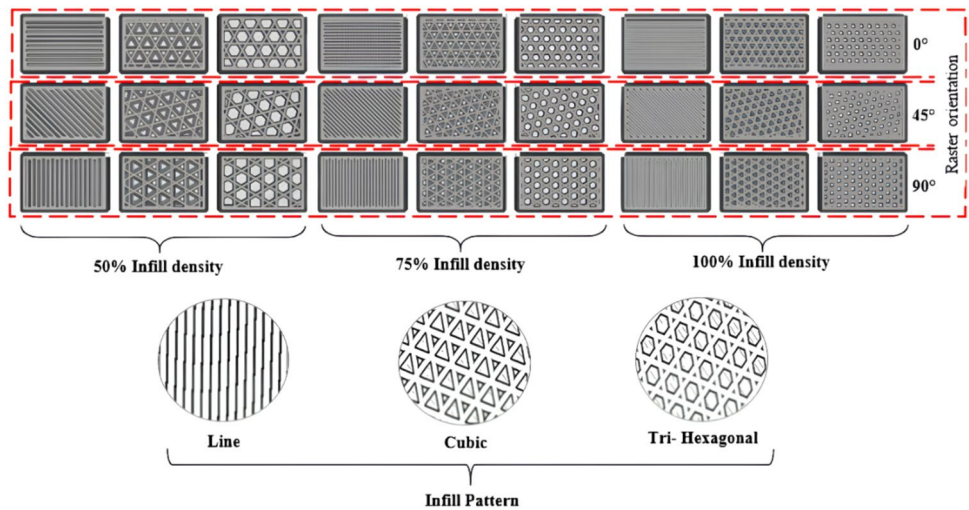 0°
45°
90°
Raster orientation
50% Infill density
75% Infill density
100% Infill density
Line
Cubic
Tri- Hexagonal
Infill Pattern